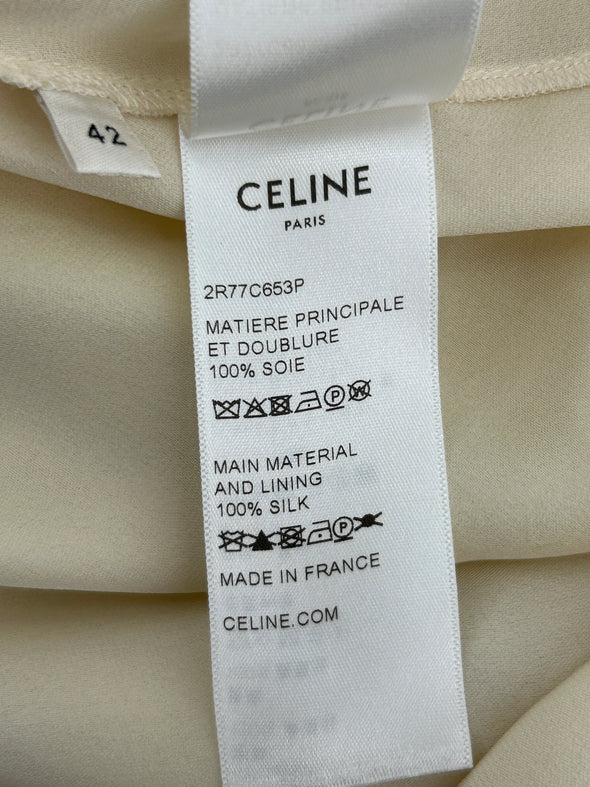 42
CELINE
PARIS
2R77C653P
MATIERE PRINCIPALE
ET DOUBLURE
100% SOIE
MAIN MATERIAL
AND LINING
100% SILK
MADE IN FRANCE
CELINE.COM